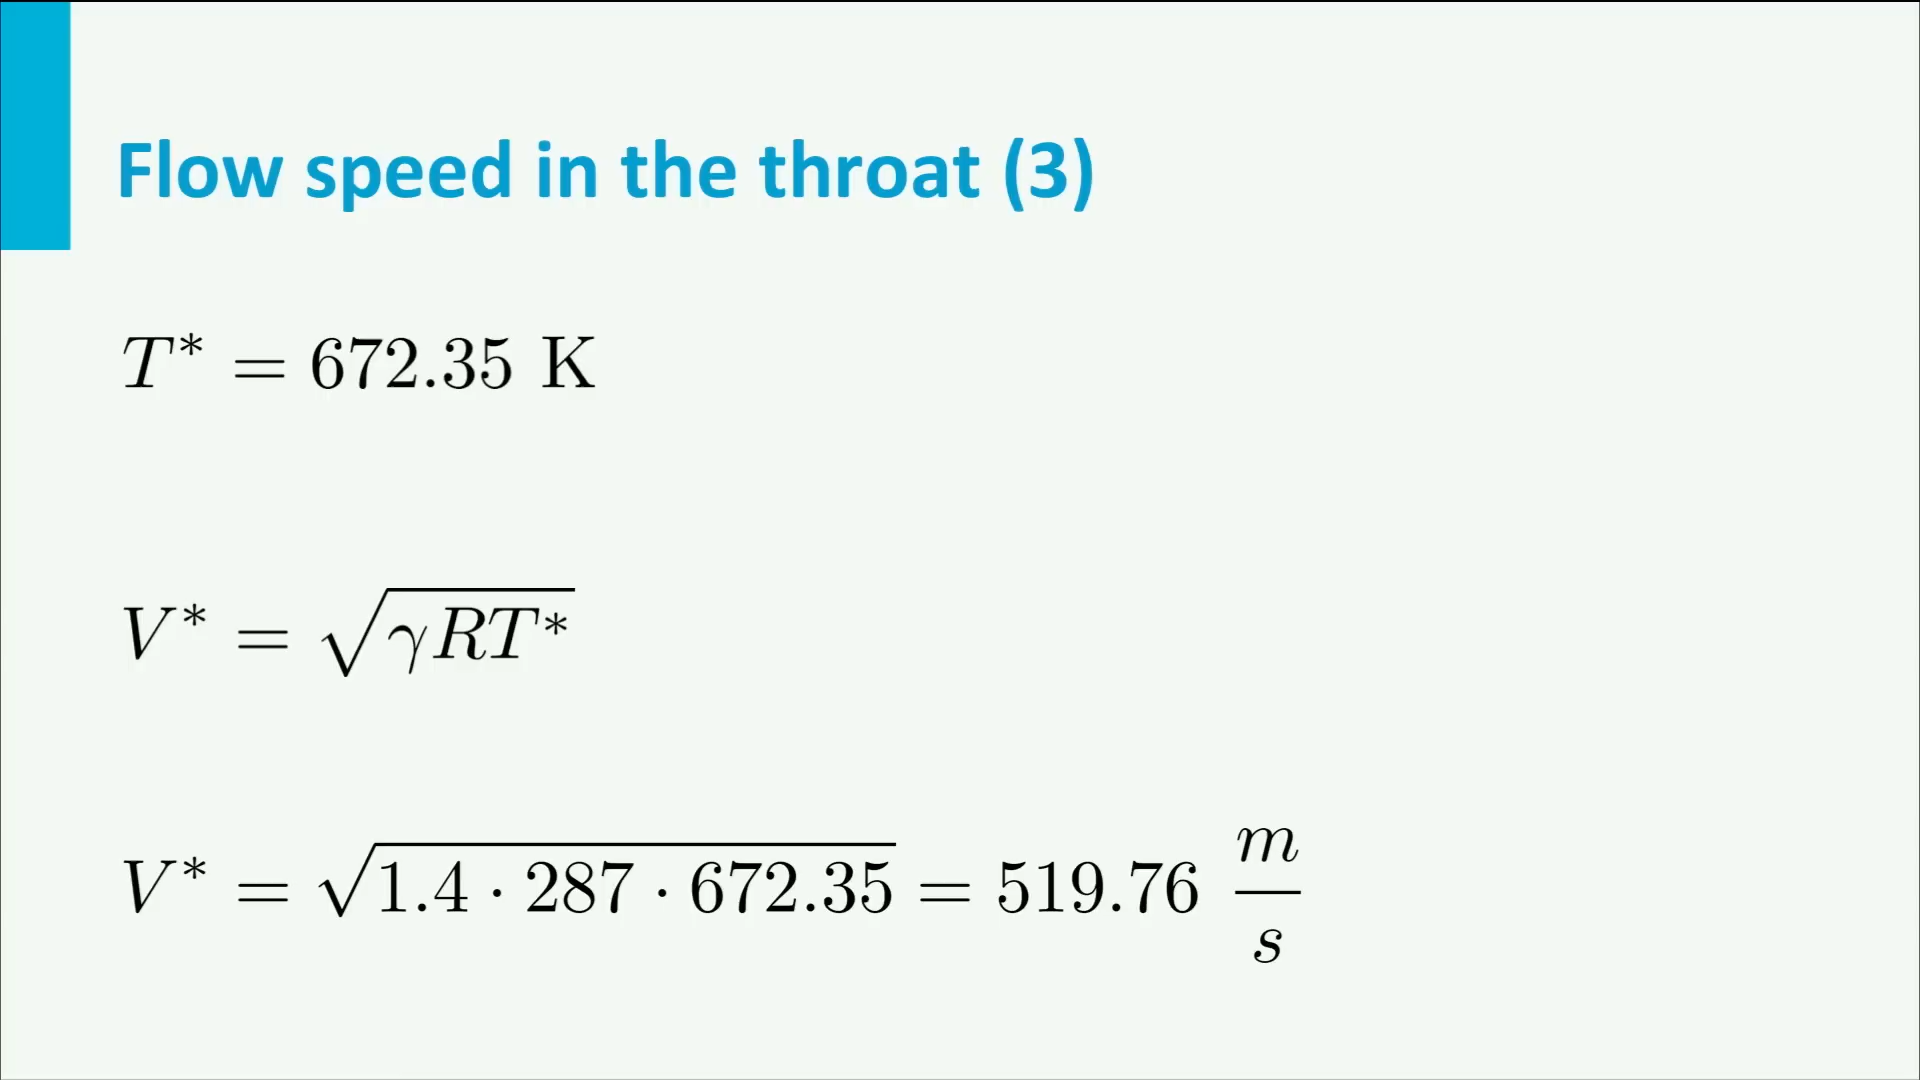 Flow speed in the throat (3)
T* = 672.35 K
V* = √γRT*
V* = √1.4 · 287 · 672.35 = 519.76 m/s